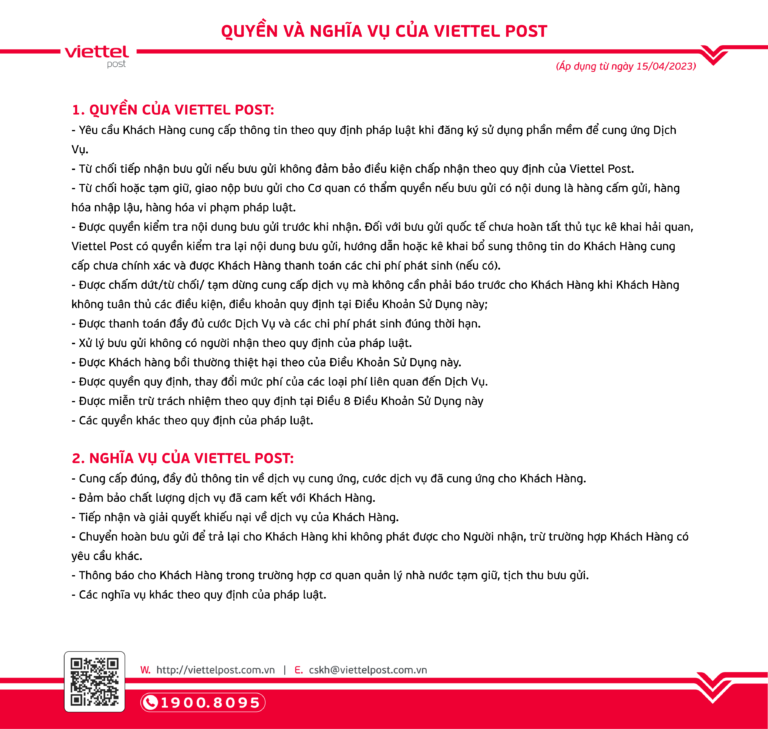 QUYỀN VÀ NGHĨA VỤ CỦA VIETTEL POST
viettel
post
(Áp dụng từ ngày 15/04/2023)
1. QUYỀN CỦA VIETTEL POST:
- Yêu cầu Khách Hàng cung cấp thông tin theo quy định pháp luật khi đăng ký sử dụng phần mềm để cung ứng Dịch
Vụ.
- Từ chối tiếp nhận bưu gửi nếu bưu gửi không đảm bảo điều kiện chấp nhận theo quy định của Viettel Post.
- Từ chối hoặc tạm giữ, giao nộp bưu gửi cho Cơ quan có thẩm quyền nếu bưu gửi có nội dung là hàng cấm gửi, hàng
hóa nhập lậu, hàng hóa vi phạm pháp luật.
- Được quyền kiểm tra nội dung bưu gửi trước khi nhận. Đối với bưu gửi quốc tế chưa hoàn tất thủ tục kê khai hải quan,
Viettel Post có quyền kiểm tra lại nội dung bưu gửi, hướng dẫn hoặc kê khai bổ sung thông tin do Khách Hàng cung
cấp chưa chính xác và được Khách Hàng thanh toán các chi phí phát sinh (nếu có).
- Được chấm dứt/từ chối/ tạm dừng cung cấp dịch vụ mà không cần phải báo trước cho Khách Hàng khi Khách Hàng
không tuân thủ các điều kiện, điều khoản quy định tại Điều Khoản Sử Dụng này;
- Được thanh toán đầy đủ cước Dịch Vụ và các chi phí phát sinh đúng thời hạn.
- Xử lý bưu gửi không có người nhận theo quy định của pháp luật.
- Được Khách hàng bồi thường thiệt hại theo của Điều Khoản Sử Dụng này.
- Được quyền quy định, thay đổi mức phí của các loại phí liên quan đến Dịch Vụ.
- Được miễn trừ trách nhiệm theo quy định tại Điều 8 Điều Khoản Sử Dụng này
- Các quyền khác theo quy định của pháp luật.
2. NGHĨA VỤ CỦA VIETTEL POST:
- Cung cấp đúng, đầy đủ thông tin về dịch vụ cung ứng, cước dịch vụ đã cung ứng cho Khách Hàng.
- Đảm bảo chất lượng dịch vụ đã cam kết với Khách Hàng.
- Tiếp nhận và giải quyết khiếu nại về dịch vụ của Khách Hàng.
- Chuyển hoàn bưu gửi để trả lại cho Khách Hàng khi không phát được cho Người nhận, trừ trường hợp Khách Hàng có
yêu cầu khác.
- Thông báo cho Khách Hàng trong trường hợp cơ quan quản lý nhà nước tạm giữ, tịch thu bưu gửi.
- Các nghĩa vụ khác theo quy định của pháp luật.
W. http://viettelpost.com.vn | E. cskh@viettelpost.com.vn
1900.8095